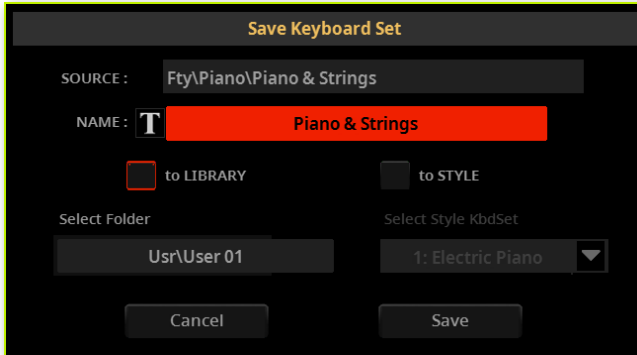 Save Keyboard Set
SOURCE : Fty\Piano\Piano & Strings
NAME : T Piano & Strings
to LIBRARY to STYLE
Select Folder Select Style KbdSet
Usr\User 01 1: Electric Piano
Cancel Save